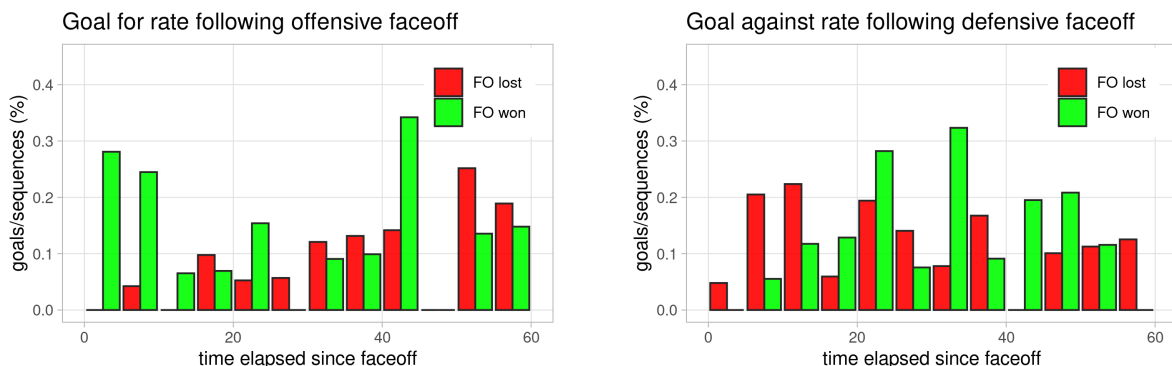 Goal for rate following offensive faceoff
goals/sequences (%)
0.4
0.3
0.2
0.1
0.0
FO lost
FO won
0
20
40
60
time elapsed since faceoff
Goal against rate following defensive faceoff
goals/sequences (%)
0.4
0.3
0.2
0.1
0.0
FO lost
FO won
0
20
40
60
time elapsed since faceoff